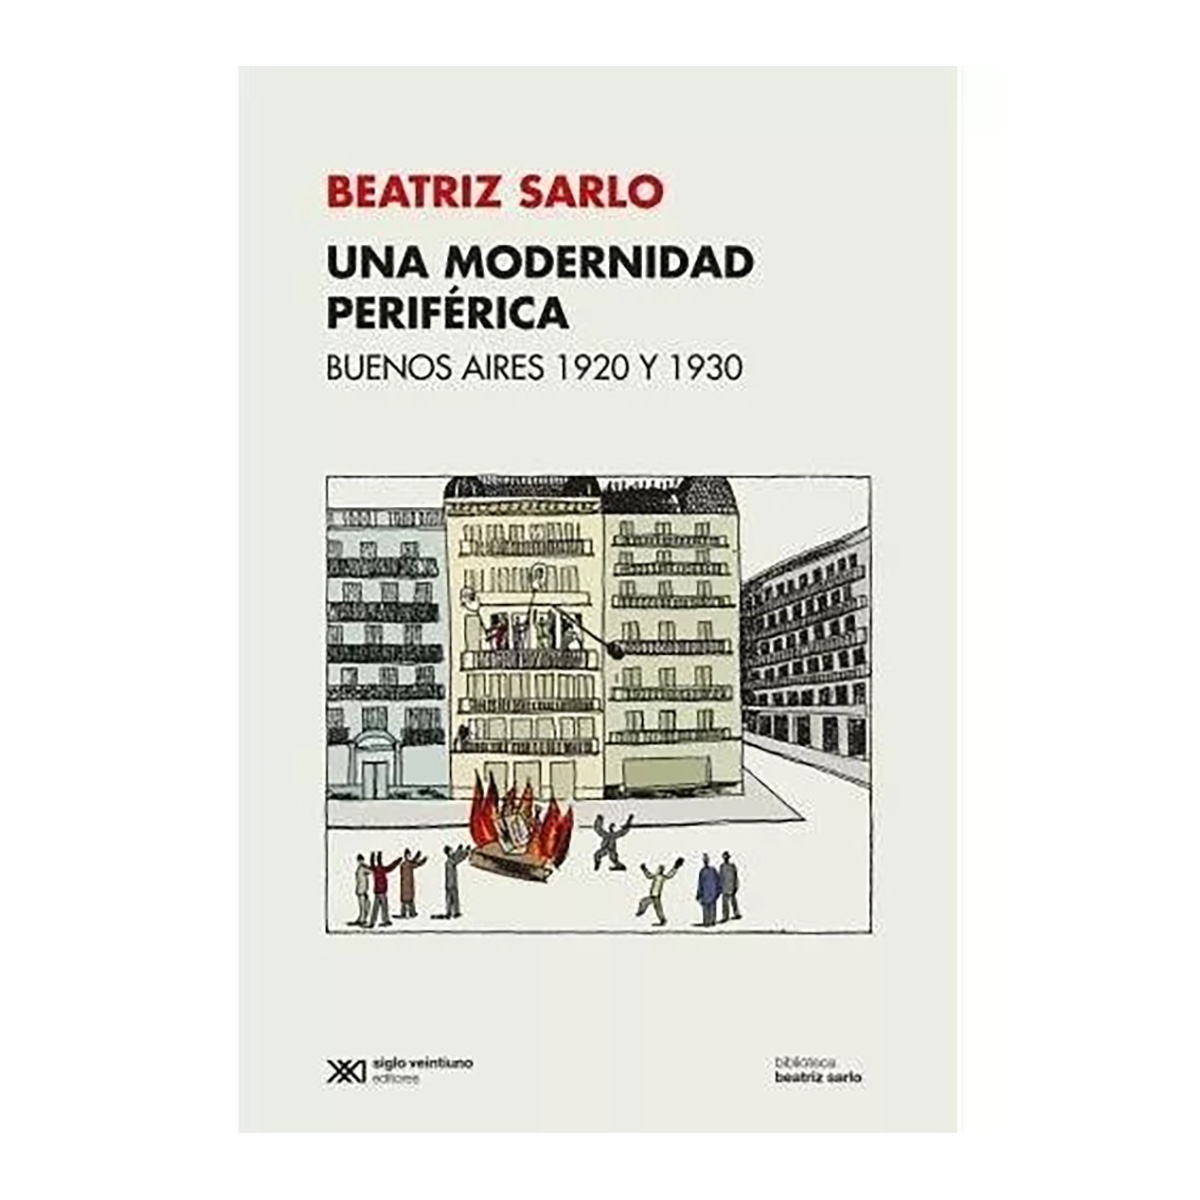 BEATRIZ SARLO
UNA MODERNIDAD
PERIFÉRICA
BUENOS AIRES 1920 Y 1930
siglo veintiuno
editores
biblioteca
beatriz sarlo